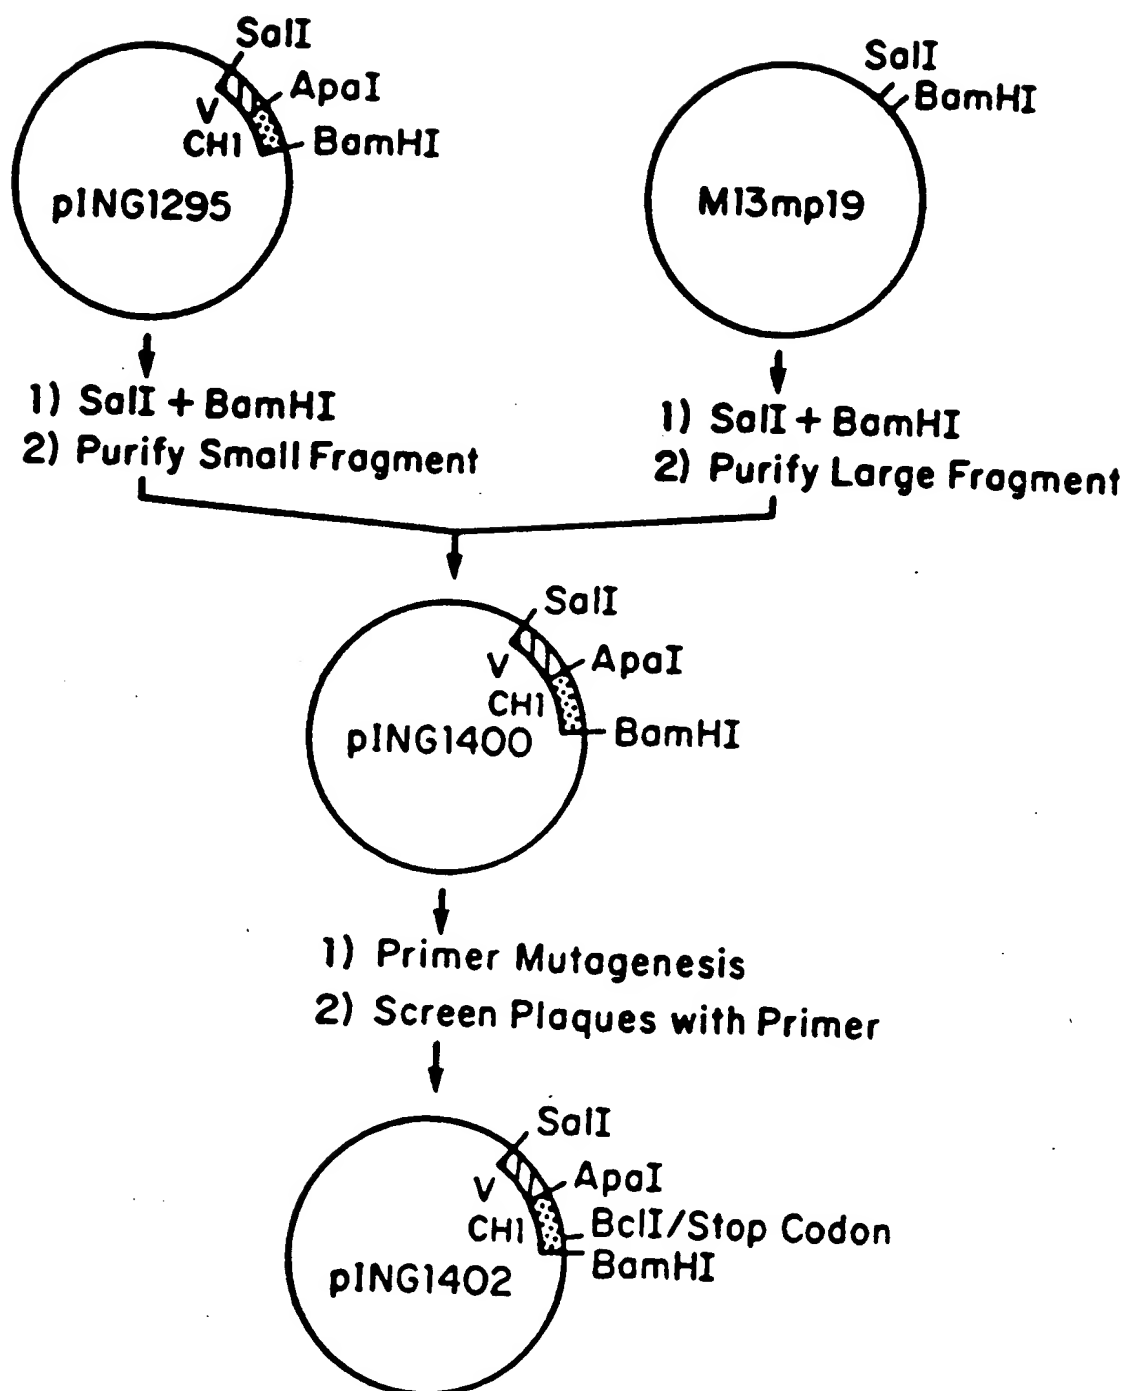 SalI
ApaI
V
CH1
BamHI
pING1295
SalI
BamHI
M13mp19
1) SalI + BamHI
2) Purify Small Fragment
1) SalI + BamHI
2) Purify Large Fragment
SalI
ApaI
V
CH1
BamHI
pING1400
1) Primer Mutagenesis
2) Screen Plaques with Primer
SalI
ApaI
V
CH1
BclI/Stop Codon
BamHI
pING1402